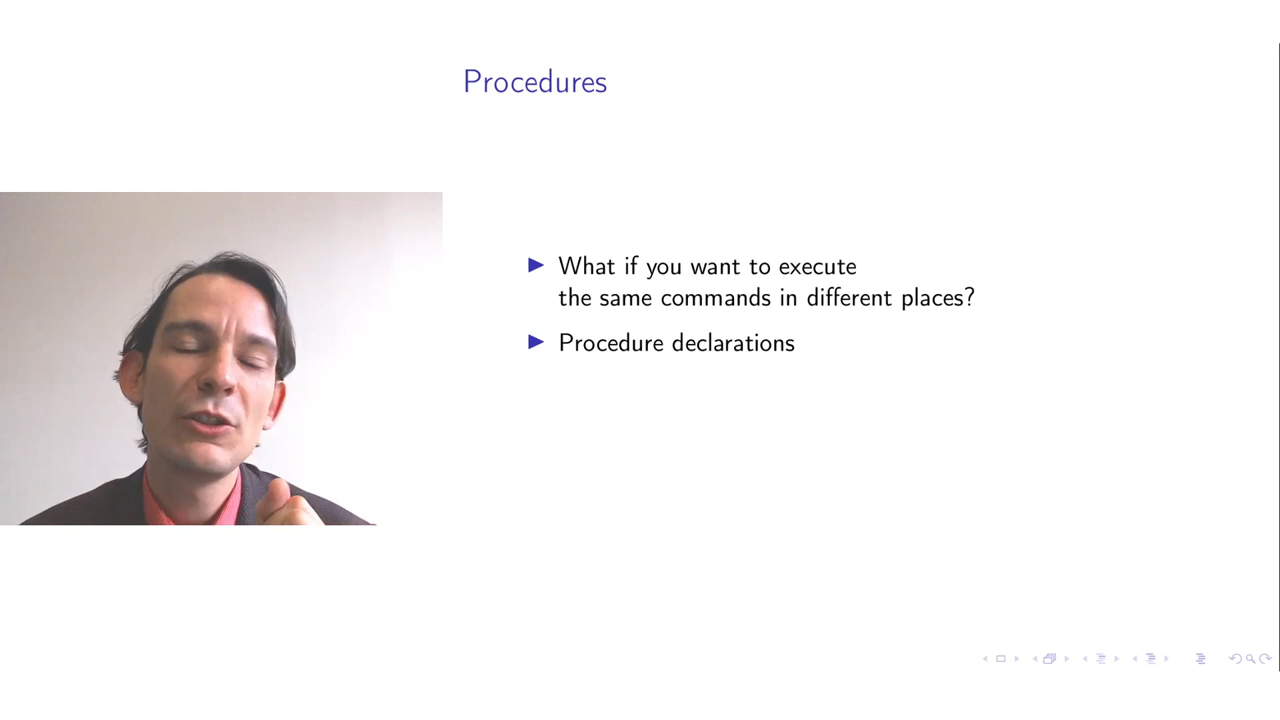 Procedures
What if you want to execute
the same commands in different places?
Procedure declarations